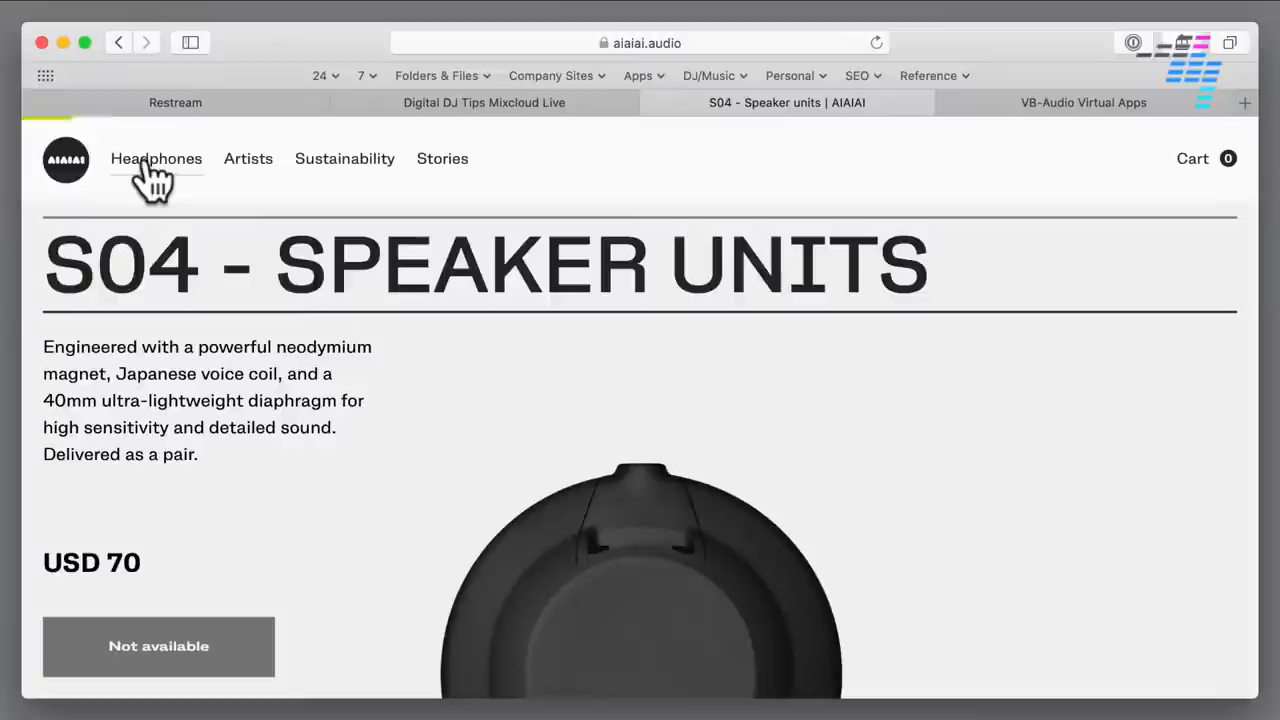 aiaiai.audio
24 7 Folders & Files Company Sites Apps DJ/Music Personal SEO Reference
Restream Digital DJ Tips Mixcloud Live S04 - Speaker units | AIAIAI VB-Audio Virtual Apps
AIAIAI Headphones Artists Sustainability Stories Cart 0
S04 - SPEAKER UNITS
Engineered with a powerful neodymium
magnet, Japanese voice coil, and a
40mm ultra-lightweight diaphragm for
high sensitivity and detailed sound.
Delivered as a pair.
USD 70
Not available